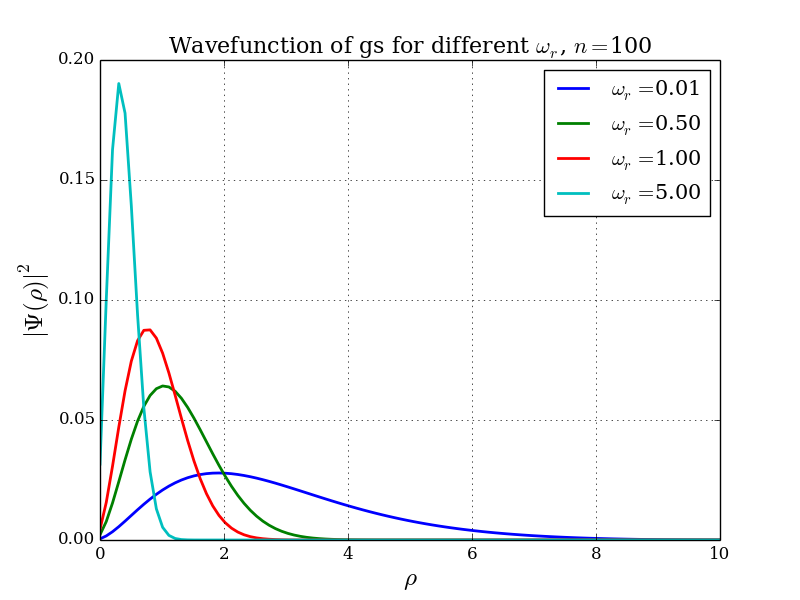 Wavefunction of gs for different ω_r, n=100
0.20
0.15
0.10
0.05
0.00
|Ψ(ρ)|²
0 2 4 6 8 10
ρ
ω_r =0.01
ω_r =0.50
ω_r =1.00
ω_r =5.00